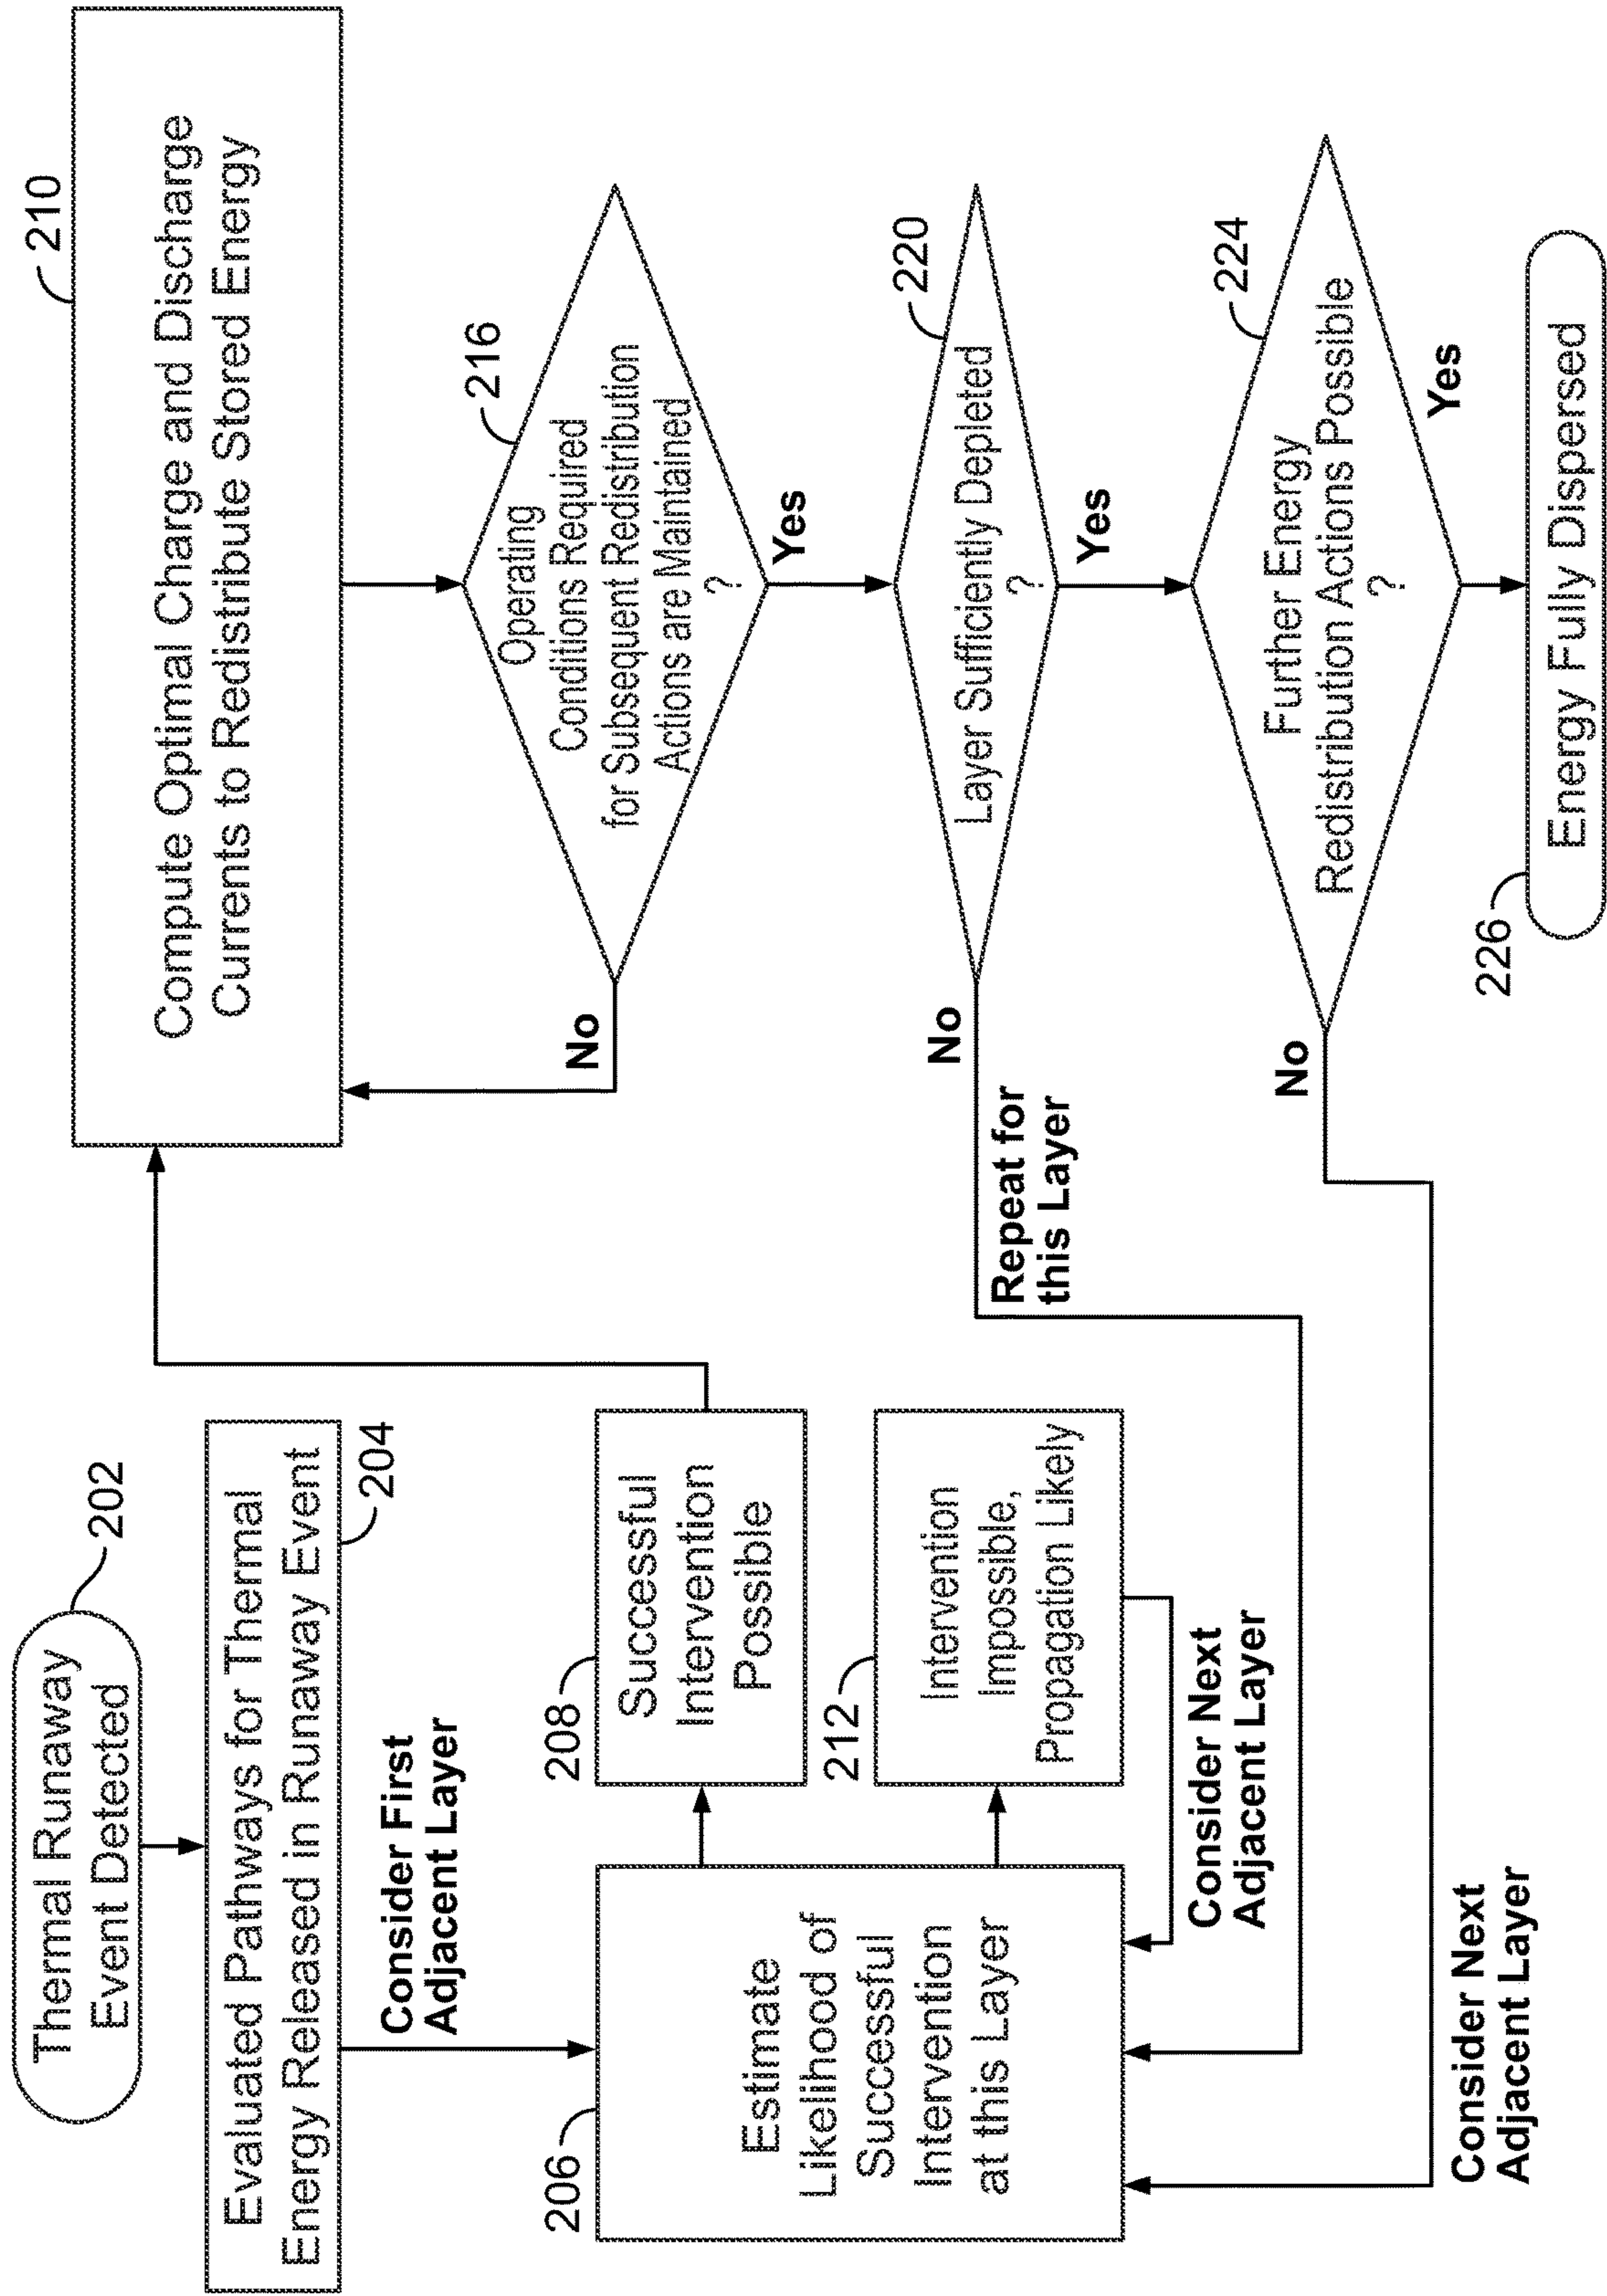 Thermal Runaway
Event Detected
202
Evaluated Pathways for Thermal
Energy Released in Runaway Event
204
Consider First
Adjacent Layer
206
Estimate
Likelihood of
Successful
Intervention
at this Layer
208
Successful
Intervention
Possible
212
Intervention
Impossible,
Propagation Likely
Consider Next
Adjacent Layer
210
Compute Optimal Charge and Discharge
Currents to Redistribute Stored Energy
216
Operating
Conditions Required
for Subsequent Redistribution
Actions are Maintained
?
No
Yes
220
Layer Sufficiently Depleted
?
No
Repeat for
this Layer
Yes
224
Further Energy
Redistribution Actions Possible
?
No
Consider Next
Adjacent Layer
Yes
226
Energy Fully Dispersed